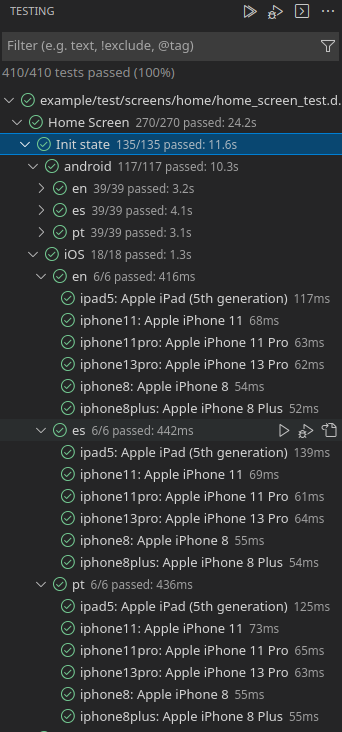 TESTING
Filter (e.g. text, !exclude, @tag)
410/410 tests passed (100%)
example/test/screens/home/home_screen_test.d...
Home Screen 270/270 passed: 24.2s
Init state 135/135 passed: 11.6s
android 117/117 passed: 10.3s
en 39/39 passed: 3.2s
es 39/39 passed: 4.1s
pt 39/39 passed: 3.1s
iOS 18/18 passed: 1.3s
en 6/6 passed: 416ms
ipad5: Apple iPad (5th generation) 117ms
iphone11: Apple iPhone 11 68ms
iphone11pro: Apple iPhone 11 Pro 63ms
iphone13pro: Apple iPhone 13 Pro 62ms
iphone8: Apple iPhone 8 54ms
iphone8plus: Apple iPhone 8 Plus 52ms
es 6/6 passed: 442ms
ipad5: Apple iPad (5th generation) 139ms
iphone11: Apple iPhone 11 69ms
iphone11pro: Apple iPhone 11 Pro 61ms
iphone13pro: Apple iPhone 13 Pro 64ms
iphone8: Apple iPhone 8 55ms
iphone8plus: Apple iPhone 8 Plus 54ms
pt 6/6 passed: 436ms
ipad5: Apple iPad (5th generation) 125ms
iphone11: Apple iPhone 11 73ms
iphone11pro: Apple iPhone 11 Pro 65ms
iphone13pro: Apple iPhone 13 Pro 63ms
iphone8: Apple iPhone 8 55ms
iphone8plus: Apple iPhone 8 Plus 55ms